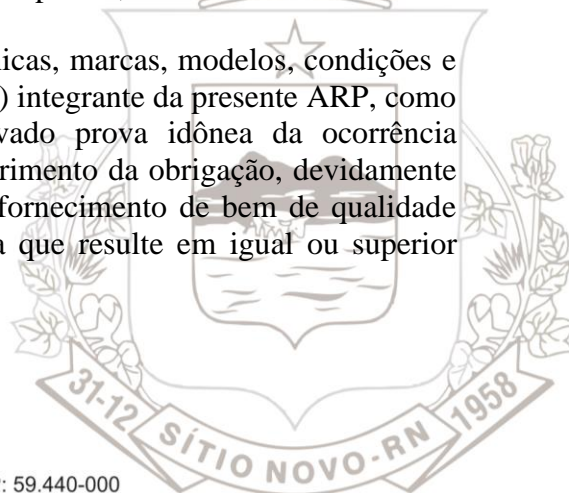 nicas, marcas, modelos, condições e
) integrante da presente ARP, como
vado prova idônea da ocorrência
rimento da obrigação, devidamente
fornecimento de bem de qualidade
a que resulte em igual ou superior
31-12 SÍTIO NOVO-RN 1958
: 59.440-000